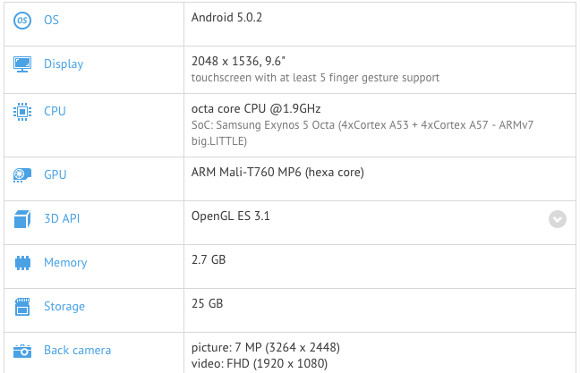 OS Android 5.0.2
Display 2048 x 1536, 9.6"
touchscreen with at least 5 finger gesture support
CPU octa core CPU @1.9GHz
SoC: Samsung Exynos 5 Octa (4xCortex A53 + 4xCortex A57 - ARMv7
big.LITTLE)
GPU ARM Mali-T760 MP6 (hexa core)
3D API OpenGL ES 3.1
Memory 2.7 GB
Storage 25 GB
Back camera picture: 7 MP (3264 x 2448)
video: FHD (1920 x 1080)